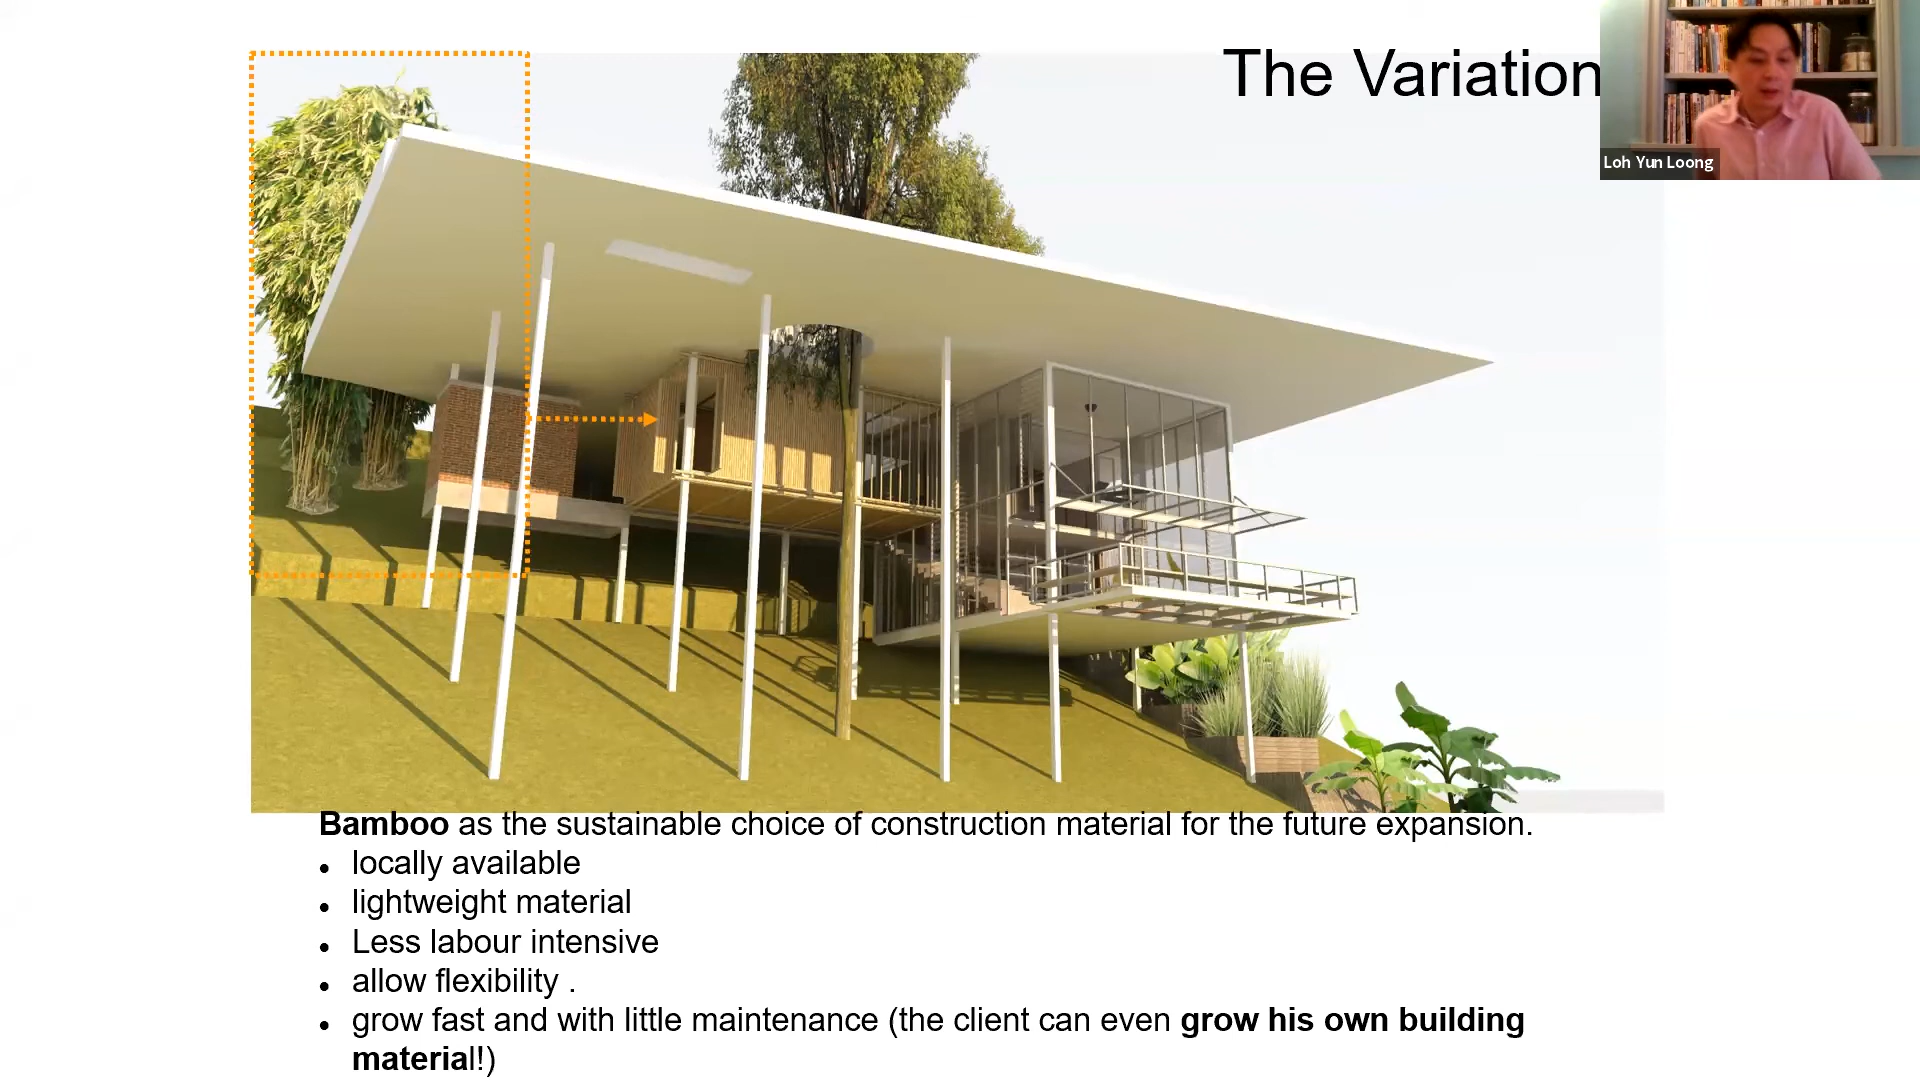 The Variation
Loh Yun Loong
Bamboo as the sustainable choice of construction material for the future expansion.
• locally available
• lightweight material
• Less labour intensive
• allow flexibility .
• grow fast and with little maintenance (the client can even grow his own building
material!)